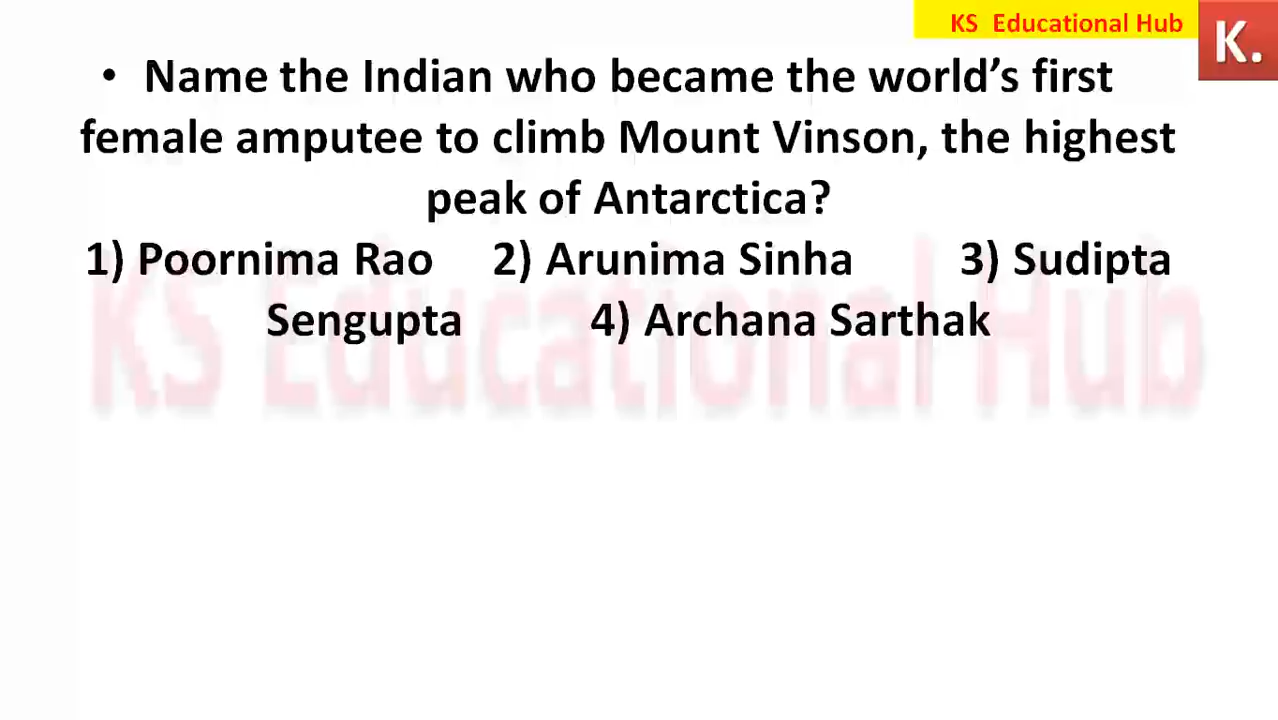 KS Educational Hub
K.
• Name the Indian who became the world’s first
female amputee to climb Mount Vinson, the highest
peak of Antarctica?
1) Poornima Rao 2) Arunima Sinha 3) Sudipta
Sengupta 4) Archana Sarthak
KS Educational Hub